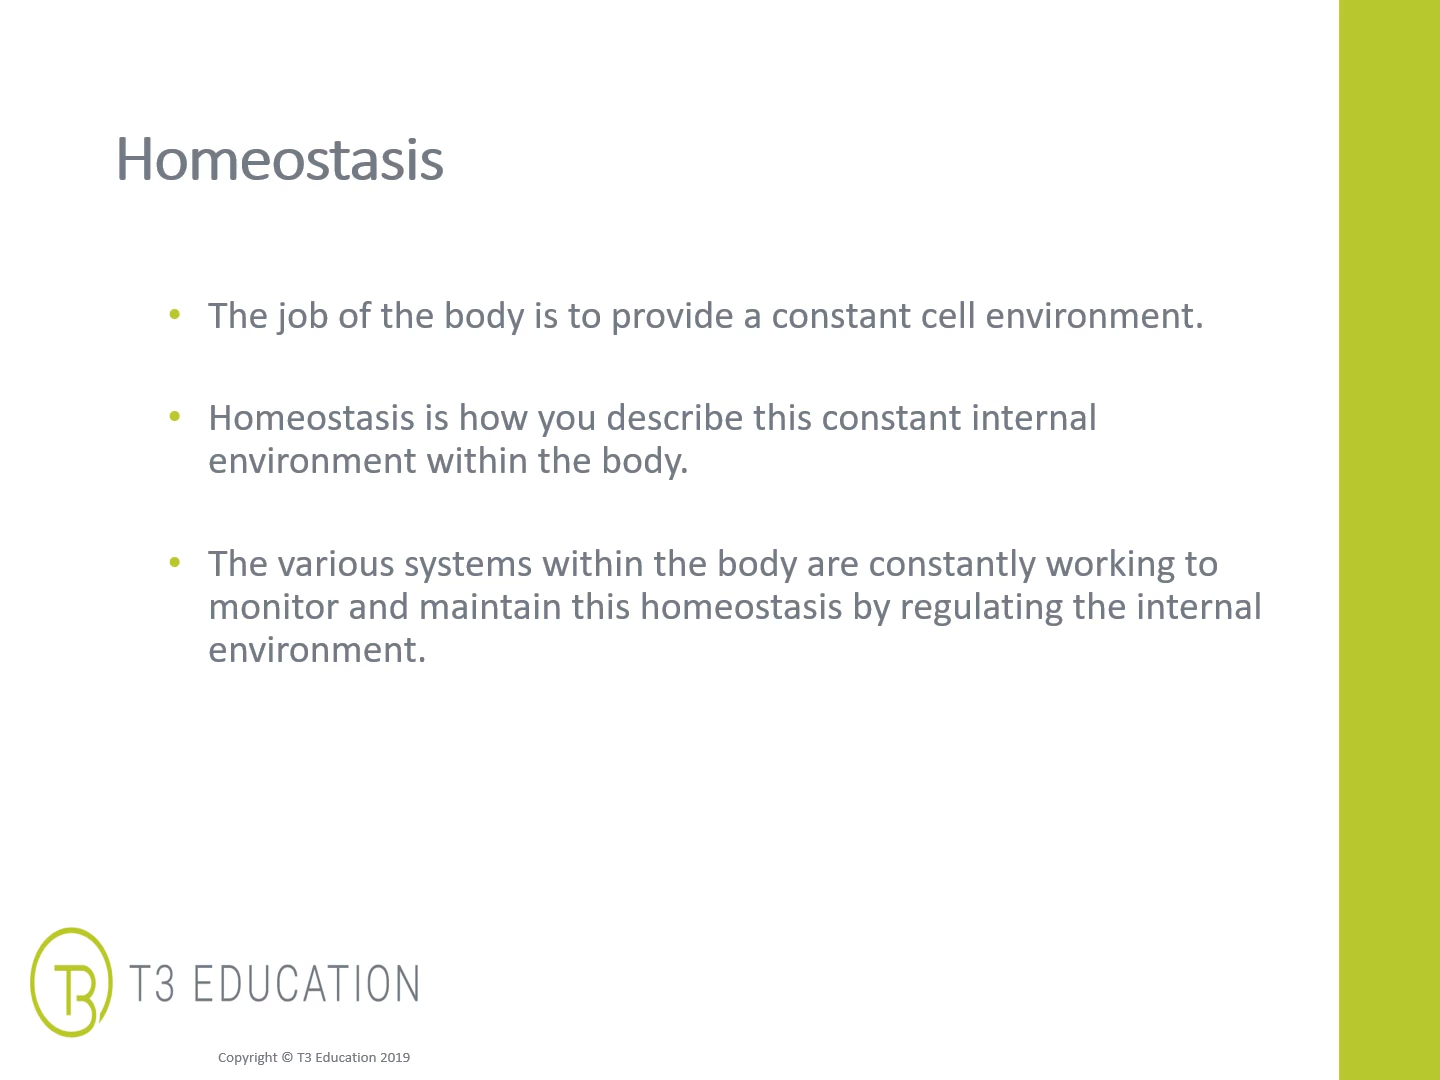 Homeostasis
• The job of the body is to provide a constant cell environment.
• Homeostasis is how you describe this constant internal
environment within the body.
• The various systems within the body are constantly working to
monitor and maintain this homeostasis by regulating the internal
environment.
T3 EDUCATION
Copyright © T3 Education 2019